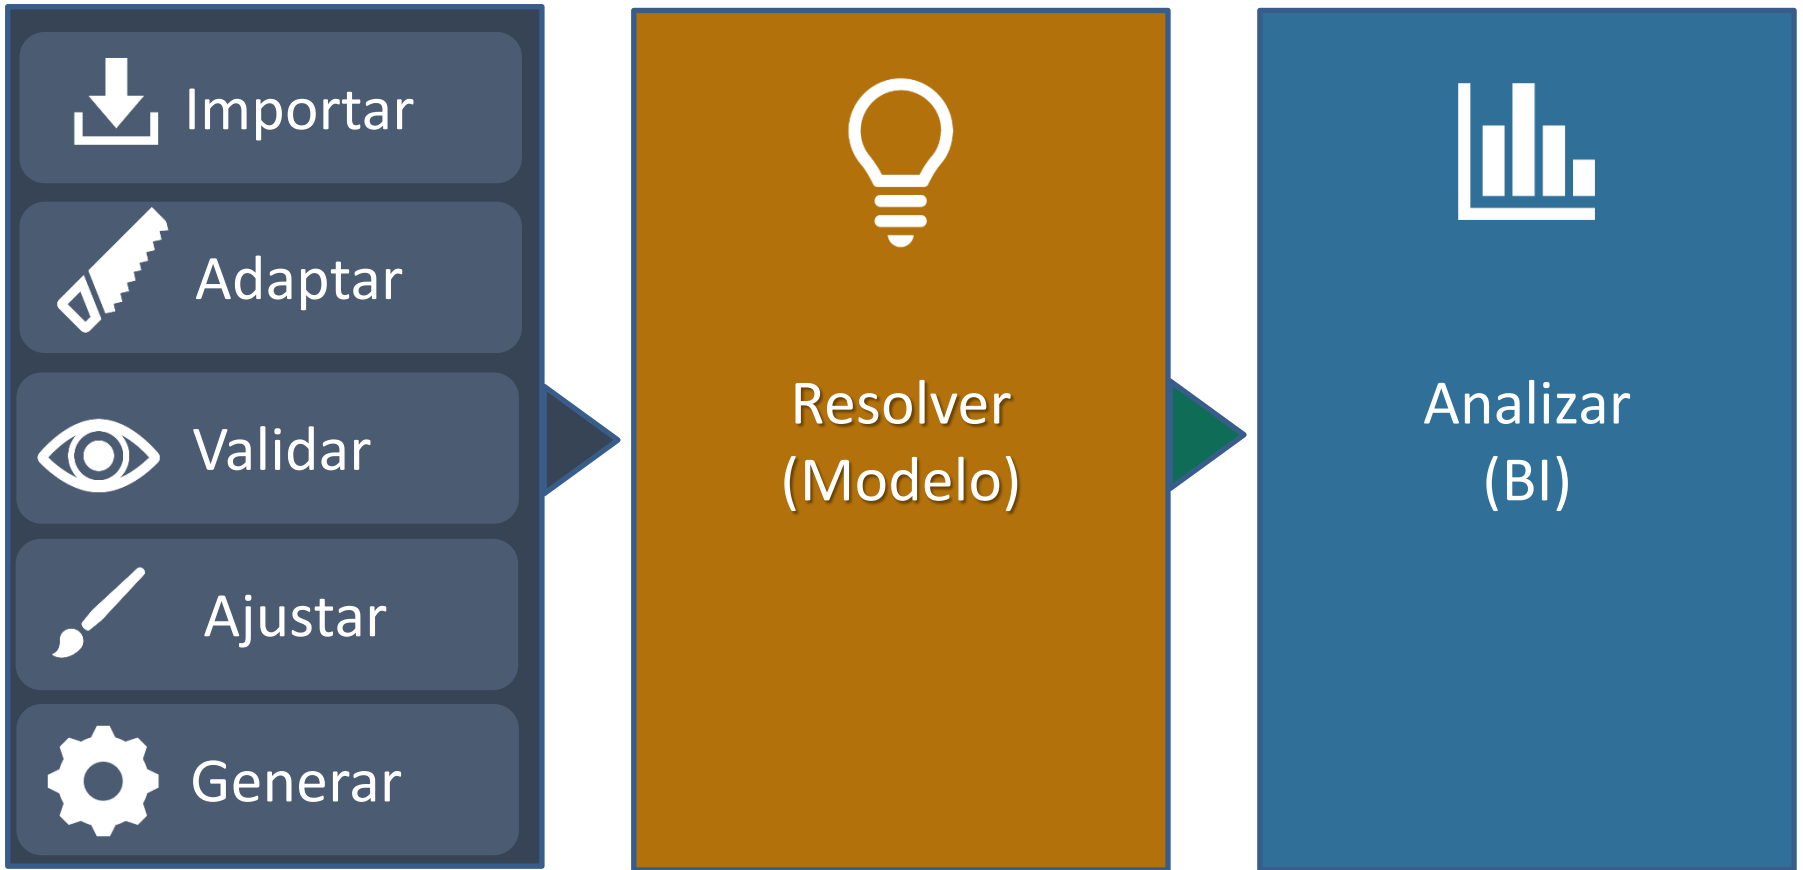 Importar
Adaptar
Validar
Ajustar
Generar
Resolver
(Modelo)
Analizar
(BI)